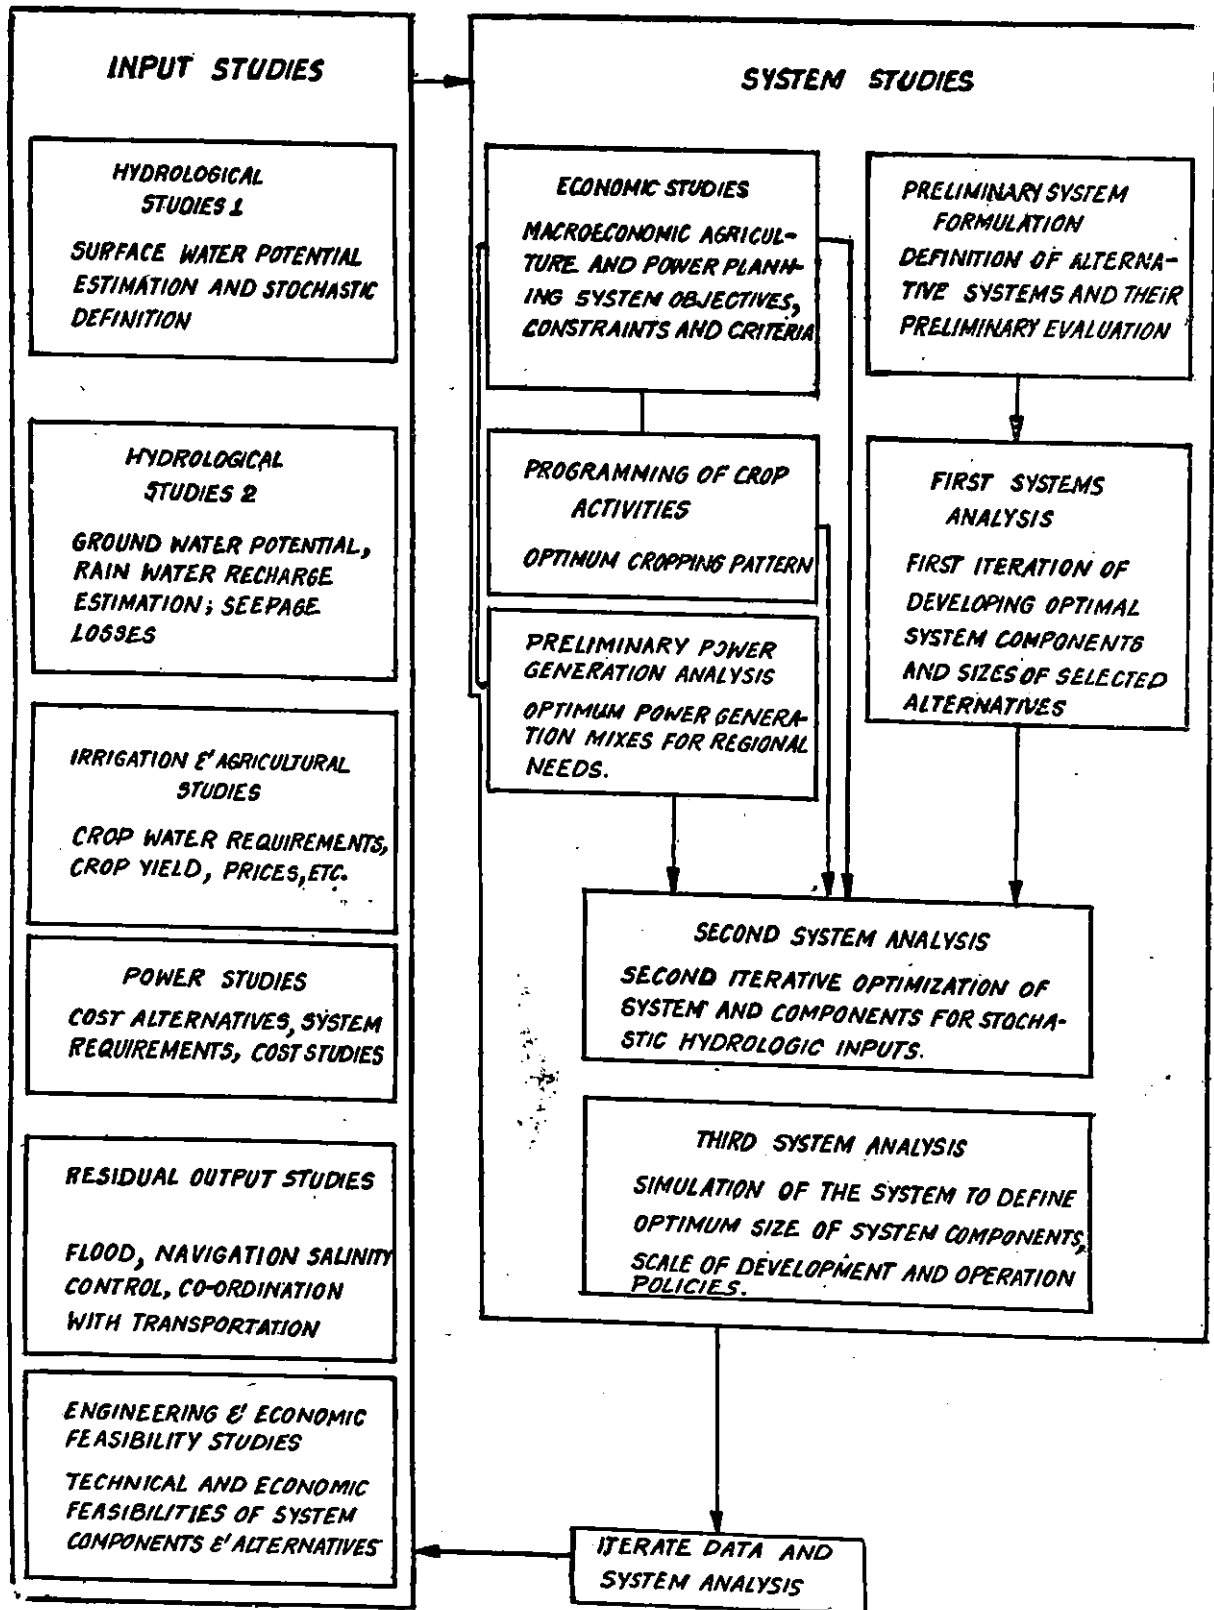 INPUT STUDIES
HYDROLOGICAL
STUDIES 1
SURFACE WATER POTENTIAL
ESTIMATION AND STOCHASTIC
DEFINITION
HYDROLOGICAL
STUDIES 2
GROUND WATER POTENTIAL,
RAIN WATER RECHARGE
ESTIMATION; SEEPAGE
LOSSES
IRRIGATION & AGRICULTURAL
STUDIES
CROP WATER REQUIREMENTS,
CROP YIELD, PRICES, ETC.
POWER STUDIES
COST ALTERNATIVES, SYSTEM
REQUIREMENTS, COST STUDIES
RESIDUAL OUTPUT STUDIES
FLOOD, NAVIGATION SALINITY
CONTROL, CO-ORDINATION
WITH TRANSPORTATION
ENGINEERING & ECONOMIC
FEASIBILITY STUDIES
TECHNICAL AND ECONOMIC
FEASIBILITIES OF SYSTEM
COMPONENTS & ALTERNATIVES
SYSTEM STUDIES
ECONOMIC STUDIES
MACROECONOMIC AGRICUL-
TURE AND POWER PLANN-
ING SYSTEM OBJECTIVES,
CONSTRAINTS AND CRITERIA
PROGRAMMING OF CROP
ACTIVITIES
OPTIMUM CROPPING PATTERN
PRELIMINARY POWER
GENERATION ANALYSIS
OPTIMUM POWER GENERA-
TION MIXES FOR REGIONAL
NEEDS.
PRELIMINARY SYSTEM
FORMULATION
DEFINITION OF ALTERNA-
TIVE SYSTEMS AND THEIR
PRELIMINARY EVALUATION
FIRST SYSTEMS
ANALYSIS
FIRST ITERATION OF
DEVELOPING OPTIMAL
SYSTEM COMPONENTS
AND SIZES OF SELECTED
ALTERNATIVES
SECOND SYSTEM ANALYSIS
SECOND ITERATIVE OPTIMIZATION OF
SYSTEM AND COMPONENTS FOR STOCHA-
STIC HYDROLOGIC INPUTS.
THIRD SYSTEM ANALYSIS
SIMULATION OF THE SYSTEM TO DEFINE
OPTIMUM SIZE OF SYSTEM COMPONENTS,
SCALE OF DEVELOPMENT AND OPERATION
POLICIES.
ITERATE DATA AND
SYSTEM ANALYSIS